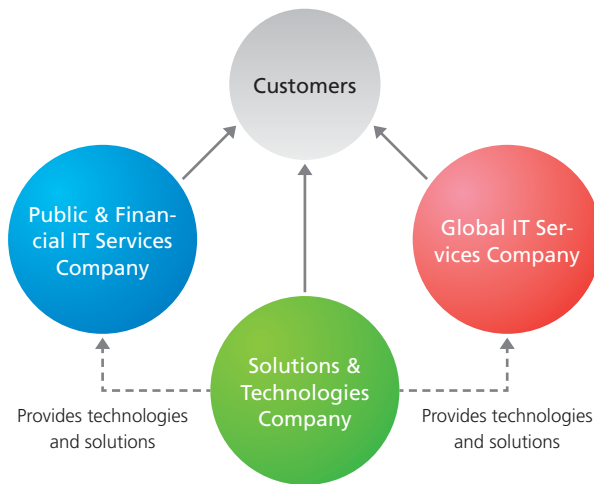 Customers
Public & Finan-
cial IT Services
Company
Global IT Ser-
vices Company
Solutions &
Technologies
Company
Provides technologies
and solutions
Provides technologies
and solutions